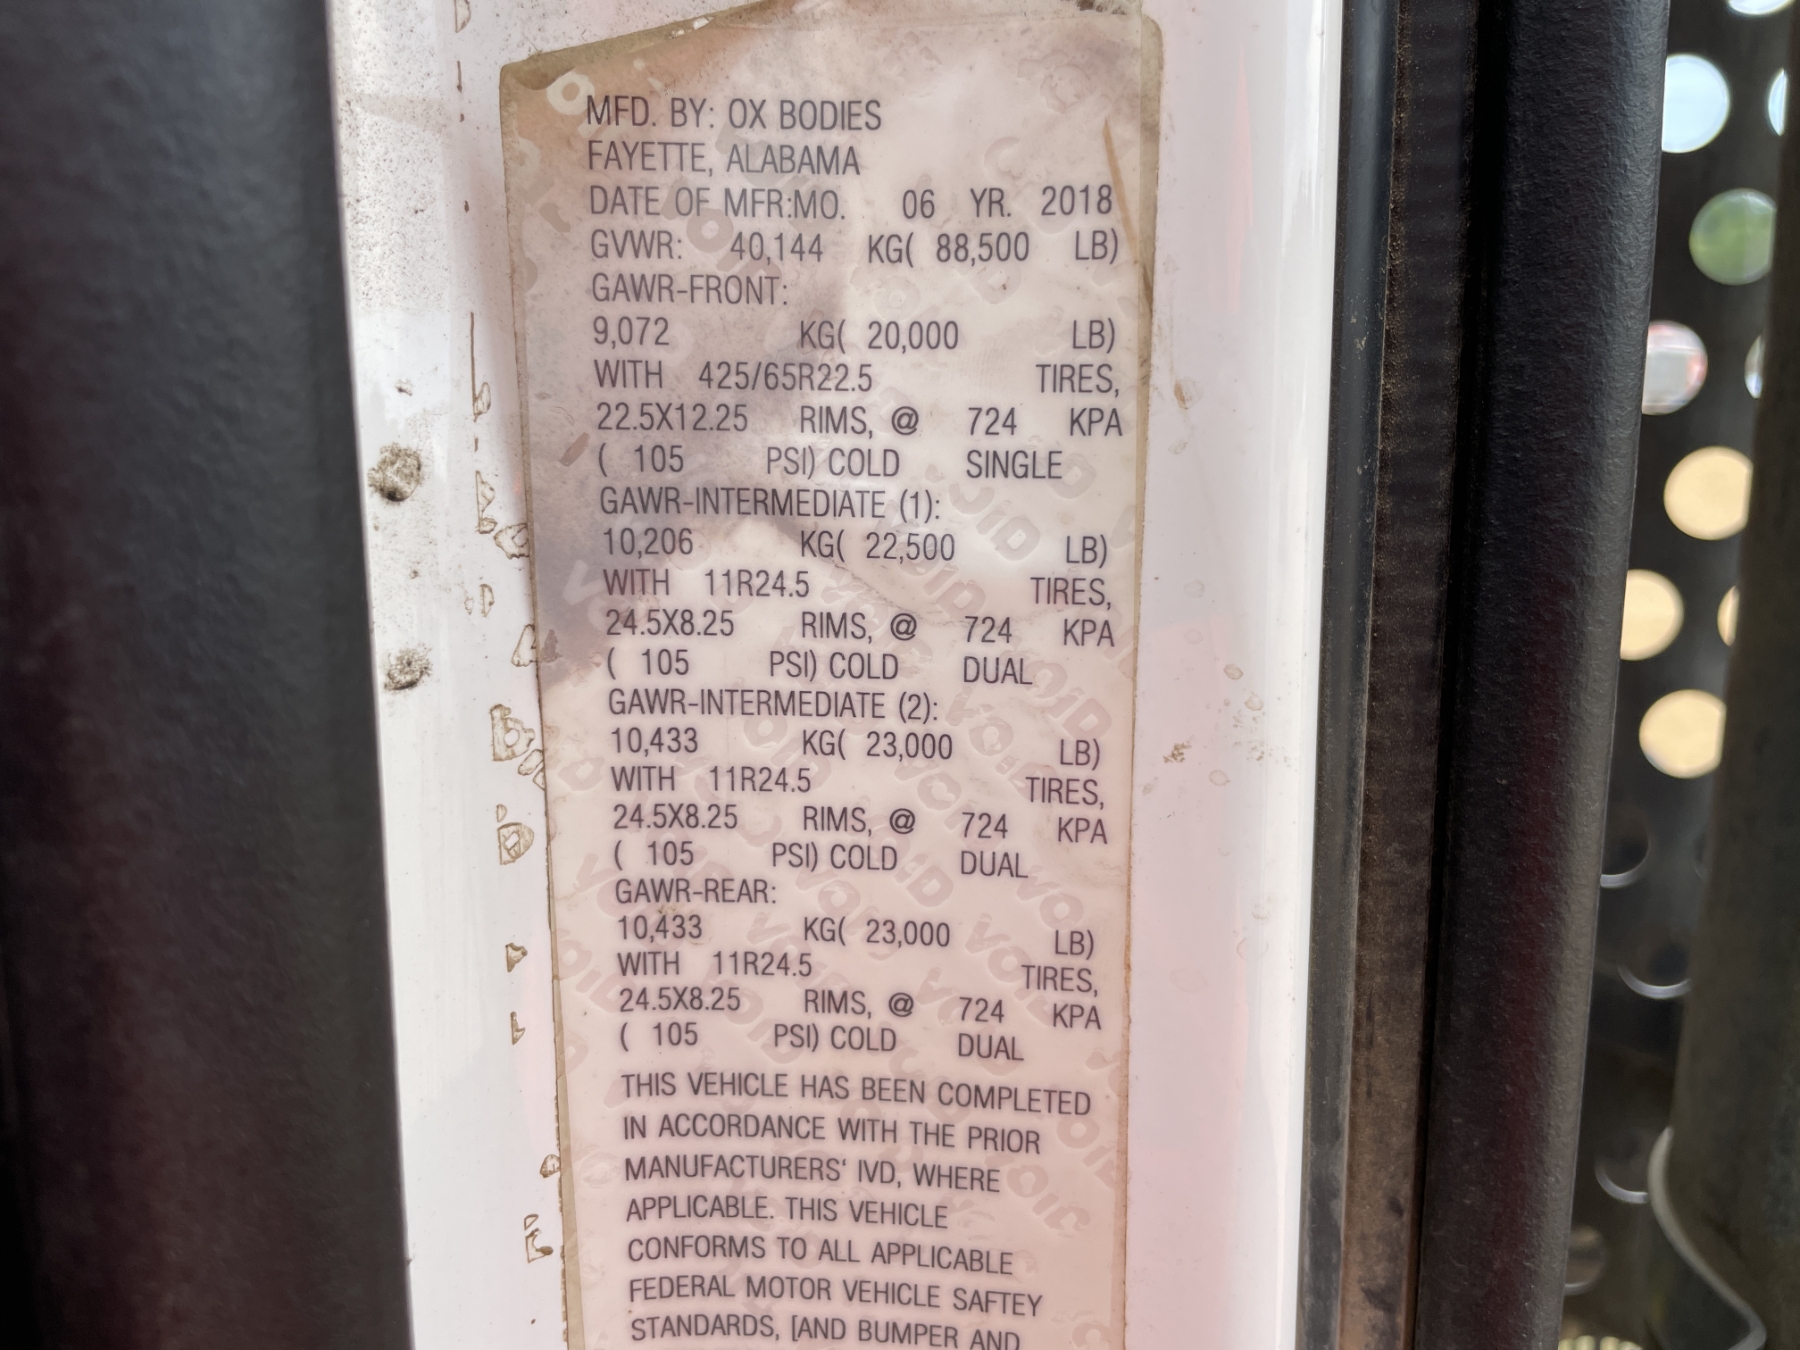 MFD. BY: OX BODIES
FAYETTE, ALABAMA
DATE OF MFR:MO. 06 YR. 2018
GVWR: 40,144 KG( 88,500 LB)
GAWR-FRONT:
9,072 KG( 20,000 LB)
WITH 425/65R22.5 TIRES,
22.5X12.25 RIMS, @ 724 KPA
( 105 PSI) COLD SINGLE
GAWR-INTERMEDIATE (1):
10,206 KG( 22,500 LB)
WITH 11R24.5 TIRES,
24.5X8.25 RIMS, @ 724 KPA
( 105 PSI) COLD DUAL
GAWR-INTERMEDIATE (2):
10,433 KG( 23,000 LB)
WITH 11R24.5 TIRES,
24.5X8.25 RIMS, @ 724 KPA
( 105 PSI) COLD DUAL
GAWR-REAR:
10,433 KG( 23,000 LB)
WITH 11R24.5 TIRES,
24.5X8.25 RIMS, @ 724 KPA
( 105 PSI) COLD DUAL
THIS VEHICLE HAS BEEN COMPLETED
IN ACCORDANCE WITH THE PRIOR
MANUFACTURERS' IVD, WHERE
APPLICABLE. THIS VEHICLE
CONFORMS TO ALL APPLICABLE
FEDERAL MOTOR VEHICLE SAFTEY
STANDARDS, [AND BUMPER AND